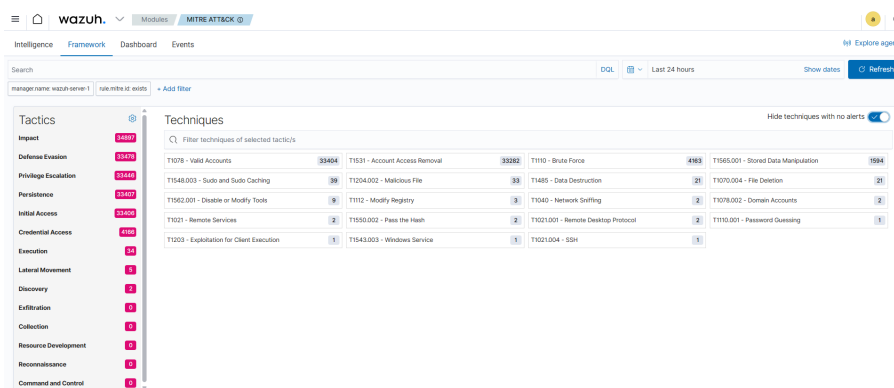 wazuh. Modules MITRE ATT&CK a
Intelligence Framework Dashboard Events Explore agen
Search DQL Last 24 hours Show dates Refresh
manager.name: wazuh-server-1 rule.mitre.id: exists + Add filter
Tactics
Impact 34897
Defense Evasion 33478
Privilege Escalation 33446
Persistence 33407
Initial Access 33406
Credential Access 4166
Execution 34
Lateral Movement 5
Discovery 2
Exfiltration 0
Collection 0
Resource Development 0
Reconnaissance 0
Command and Control 0
Techniques Hide techniques with no alerts
Filter techniques of selected tactic/s
T1078 - Valid Accounts 33404 T1531 - Account Access Removal 33282 T1110 - Brute Force 4163 T1565.001 - Stored Data Manipulation 1594
T1548.003 - Sudo and Sudo Caching 39 T1204.002 - Malicious File 33 T1485 - Data Destruction 21 T1070.004 - File Deletion 21
T1562.001 - Disable or Modify Tools 9 T1112 - Modify Registry 3 T1040 - Network Sniffing 2 T1078.002 - Domain Accounts 2
T1021 - Remote Services 2 T1550.002 - Pass the Hash 2 T1021.001 - Remote Desktop Protocol 2 T1110.001 - Password Guessing 1
T1203 - Exploitation for Client Execution 1 T1543.003 - Windows Service 1 T1021.004 - SSH 1